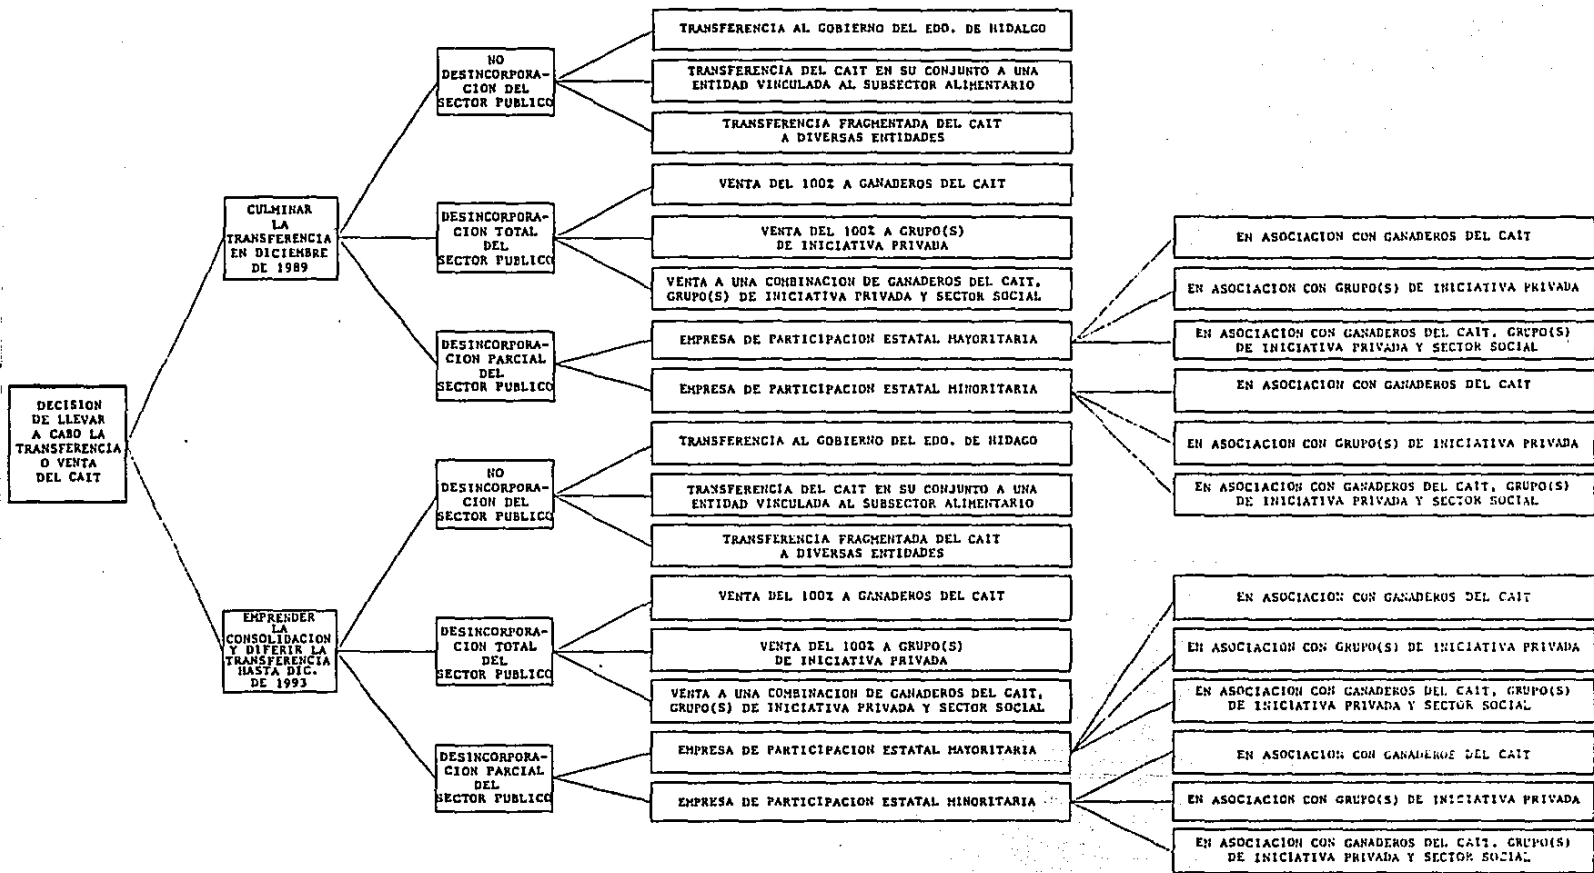 DECISION
DE LLEVAR
A CABO LA
TRANSFERENCIA
O VENTA
DEL CAIT
CULMINAR
LA
TRANSFERENCIA
EN DICIEMBRE
DE 1989
NO
DESINCORPORA-
CION DEL
SECTOR PUBLICO
TRANSFERENCIA AL GOBIERNO DEL EDO. DE HIDALGO
TRANSFERENCIA DEL CAIT EN SU CONJUNTO A UNA
ENTIDAD VINCULADA AL SUBSECTOR ALIMENTARIO
TRANSFERENCIA FRAGMENTADA DEL CAIT
A DIVERSAS ENTIDADES
DESINCORPORA-
CION TOTAL
DEL
SECTOR PUBLICO
VENTA DEL 100% A GANADEROS DEL CAIT
VENTA DEL 100% A GRUPO(S)
DE INICIATIVA PRIVADA
VENTA A UNA COMBINACION DE GANADEROS DEL CAIT,
GRUPO(S) DE INICIATIVA PRIVADA Y SECTOR SOCIAL
DESINCORPORA-
CION PARCIAL
DEL
SECTOR PUBLICO
EMPRESA DE PARTICIPACION ESTATAL MAYORITARIA
EN ASOCIACION CON GANADEROS DEL CAIT
EN ASOCIACION CON GRUPO(S) DE INICIATIVA PRIVADA
EN ASOCIACION CON GANADEROS DEL CAIT, GRUPO(S)
DE INICIATIVA PRIVADA Y SECTOR SOCIAL
EMPRESA DE PARTICIPACION ESTATAL MINORITARIA
EN ASOCIACION CON GANADEROS DEL CAIT
EN ASOCIACION CON GRUPO(S) DE INICIATIVA PRIVADA
EN ASOCIACION CON GANADEROS DEL CAIT, GRUPO(S)
DE INICIATIVA PRIVADA Y SECTOR SOCIAL
EMPRENDER
LA
CONSOLIDACION
Y DIFERIR LA
TRANSFERENCIA
HASTA DIC.
DE 1993
NO
DESINCORPORA-
CION DEL
SECTOR PUBLICO
TRANSFERENCIA AL GOBIERNO DEL EDO. DE HIDAGO
TRANSFERENCIA DEL CAIT EN SU CONJUNTO A UNA
ENTIDAD VINCULADA AL SUBSECTOR ALIMENTARIO
TRANSFERENCIA FRAGMENTADA DEL CAIT
A DIVERSAS ENTIDADES
DESINCORPORA-
CION TOTAL
DEL
SECTOR PUBLICO
VENTA DEL 100% A GANADEROS DEL CAIT
VENTA DEL 100% A GRUPO(S)
DE INICIATIVA PRIVADA
VENTA A UNA COMBINACION DE GANADEROS DEL CAIT,
GRUPO(S) DE INICIATIVA PRIVADA Y SECTOR SOCIAL
DESINCORPORA-
CION PARCIAL
DEL
SECTOR PUBLICO
EMPRESA DE PARTICIPACION ESTATAL MAYORITARIA
EN ASOCIACION CON GANADEROS DEL CAIT
EN ASOCIACION CON GRUPO(S) DE INICIATIVA PRIVADA
EN ASOCIACION CON GANADEROS DEL CAIT, GRUPO(S)
DE INICIATIVA PRIVADA Y SECTOR SOCIAL
EMPRESA DE PARTICIPACION ESTATAL MINORITARIA
EN ASOCIACION CON GANADEROS DEL CAIT
EN ASOCIACION CON GRUPO(S) DE INICIATIVA PRIVADA
EN ASOCIACION CON GANADEROS DEL CAIT, GRUPO(S)
DE INICIATIVA PRIVADA Y SECTOR SOCIAL